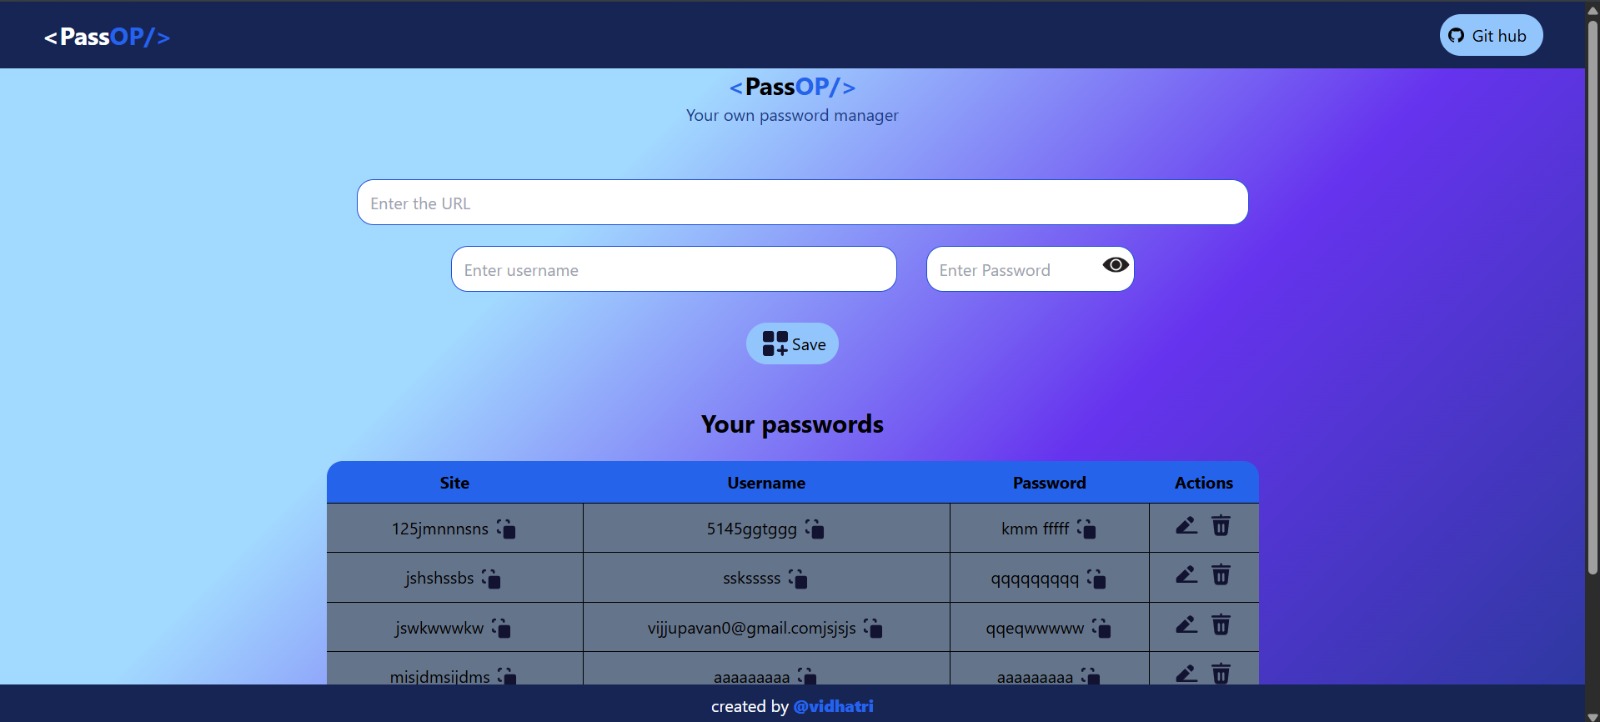 <PassOP/>
Git hub
<PassOP/>
Your own password manager
Enter the URL
Enter username
Enter Password
Save
Your passwords
Site Username Password Actions
125jmnnnsns 5145ggtggg kmm fffff
jshshssbs ssksssss qqqqqqqqq
jswkwwwkw vijjupavan0@gmail.comjsjsjs qqeqwwwww
misjdmsijdms aaaaaaaaa aaaaaaaaa
created by @vidhatri